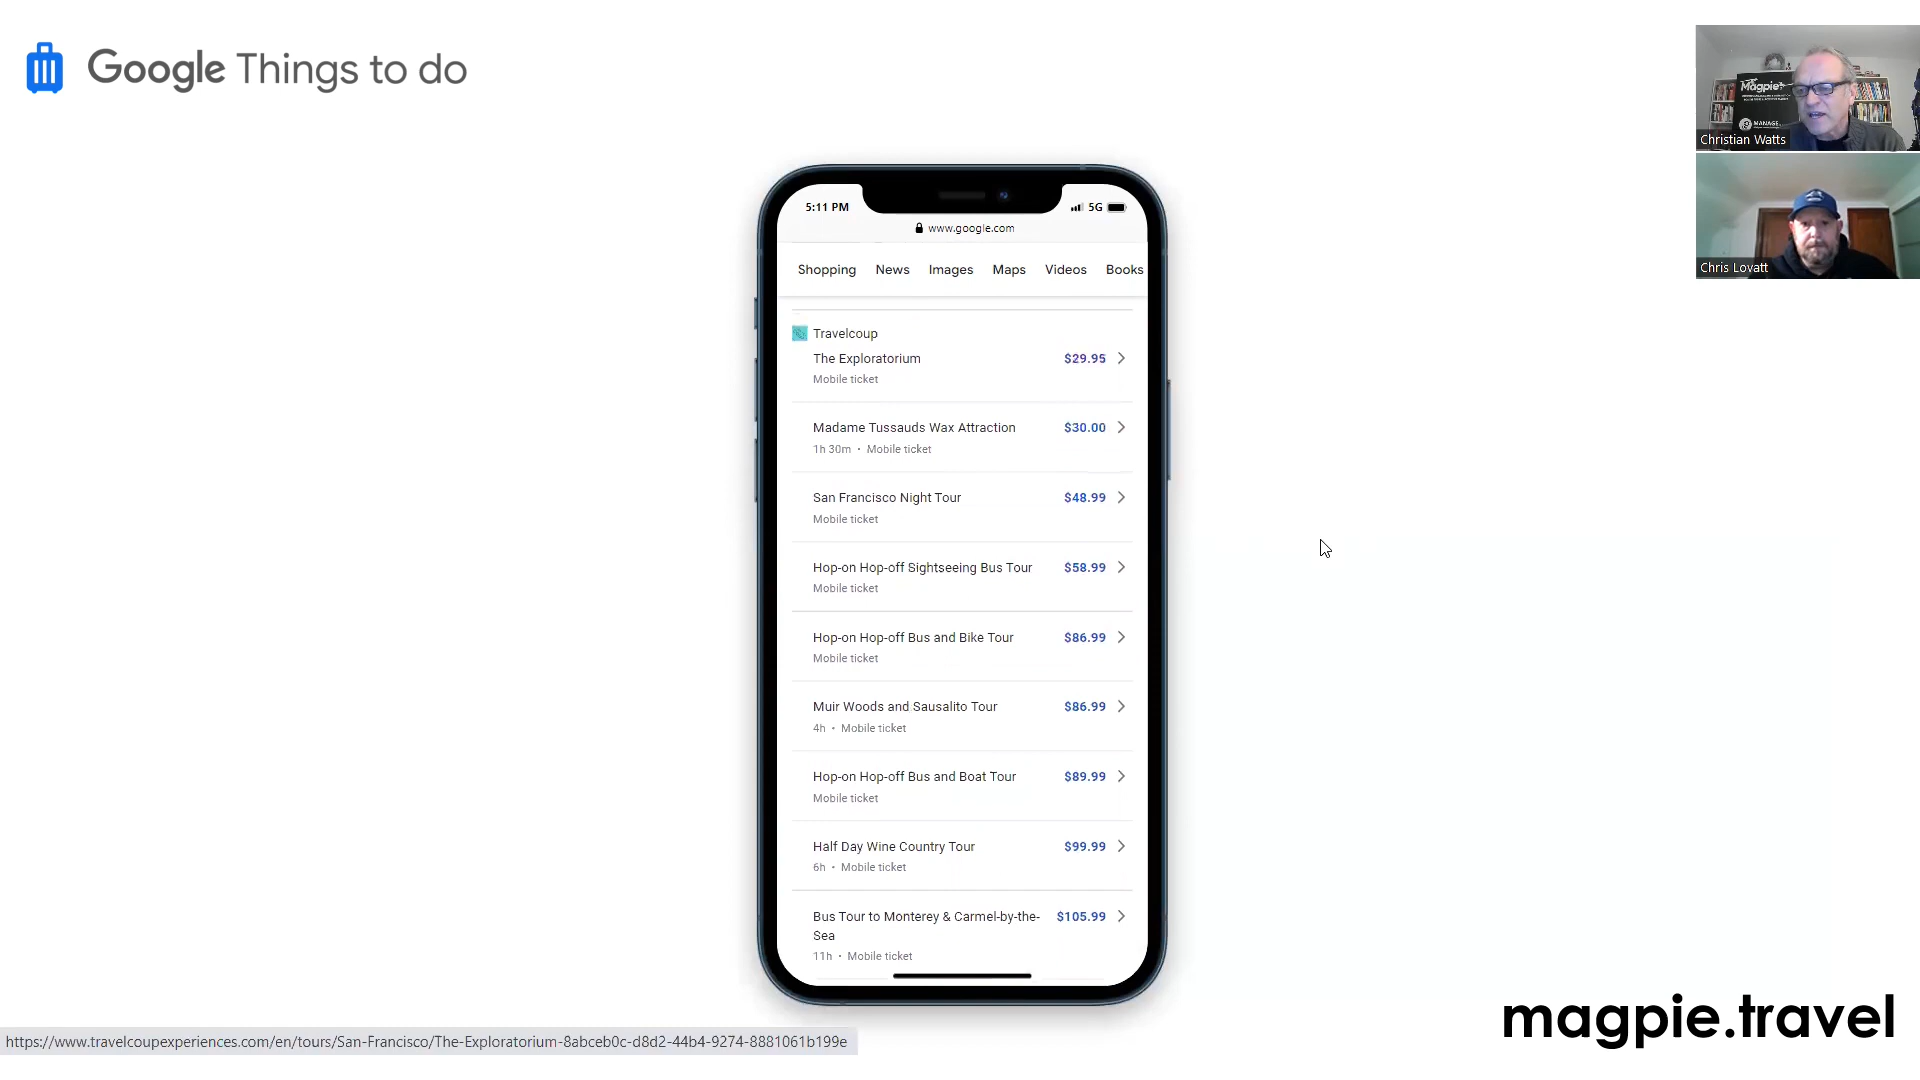 Google Things to do
Magpie
MANAGE.
Christian Watts
Chris Lovatt
5:11 PM
5G
www.google.com
Shopping News Images Maps Videos Books
Travelcoup
The Exploratorium $29.95
Mobile ticket
Madame Tussauds Wax Attraction $30.00
1h 30m • Mobile ticket
San Francisco Night Tour $48.99
Mobile ticket
Hop-on Hop-off Sightseeing Bus Tour $58.99
Mobile ticket
Hop-on Hop-off Bus and Bike Tour $86.99
Mobile ticket
Muir Woods and Sausalito Tour $86.99
4h • Mobile ticket
Hop-on Hop-off Bus and Boat Tour $89.99
Mobile ticket
Half Day Wine Country Tour $99.99
6h • Mobile ticket
Bus Tour to Monterey & Carmel-by-the- $105.99
Sea
11h • Mobile ticket
magpie.travel
https://www.travelcoupexperiences.com/en/tours/San-Francisco/The-Exploratorium-8abceb0c-d8d2-44b4-9274-8881061b199e